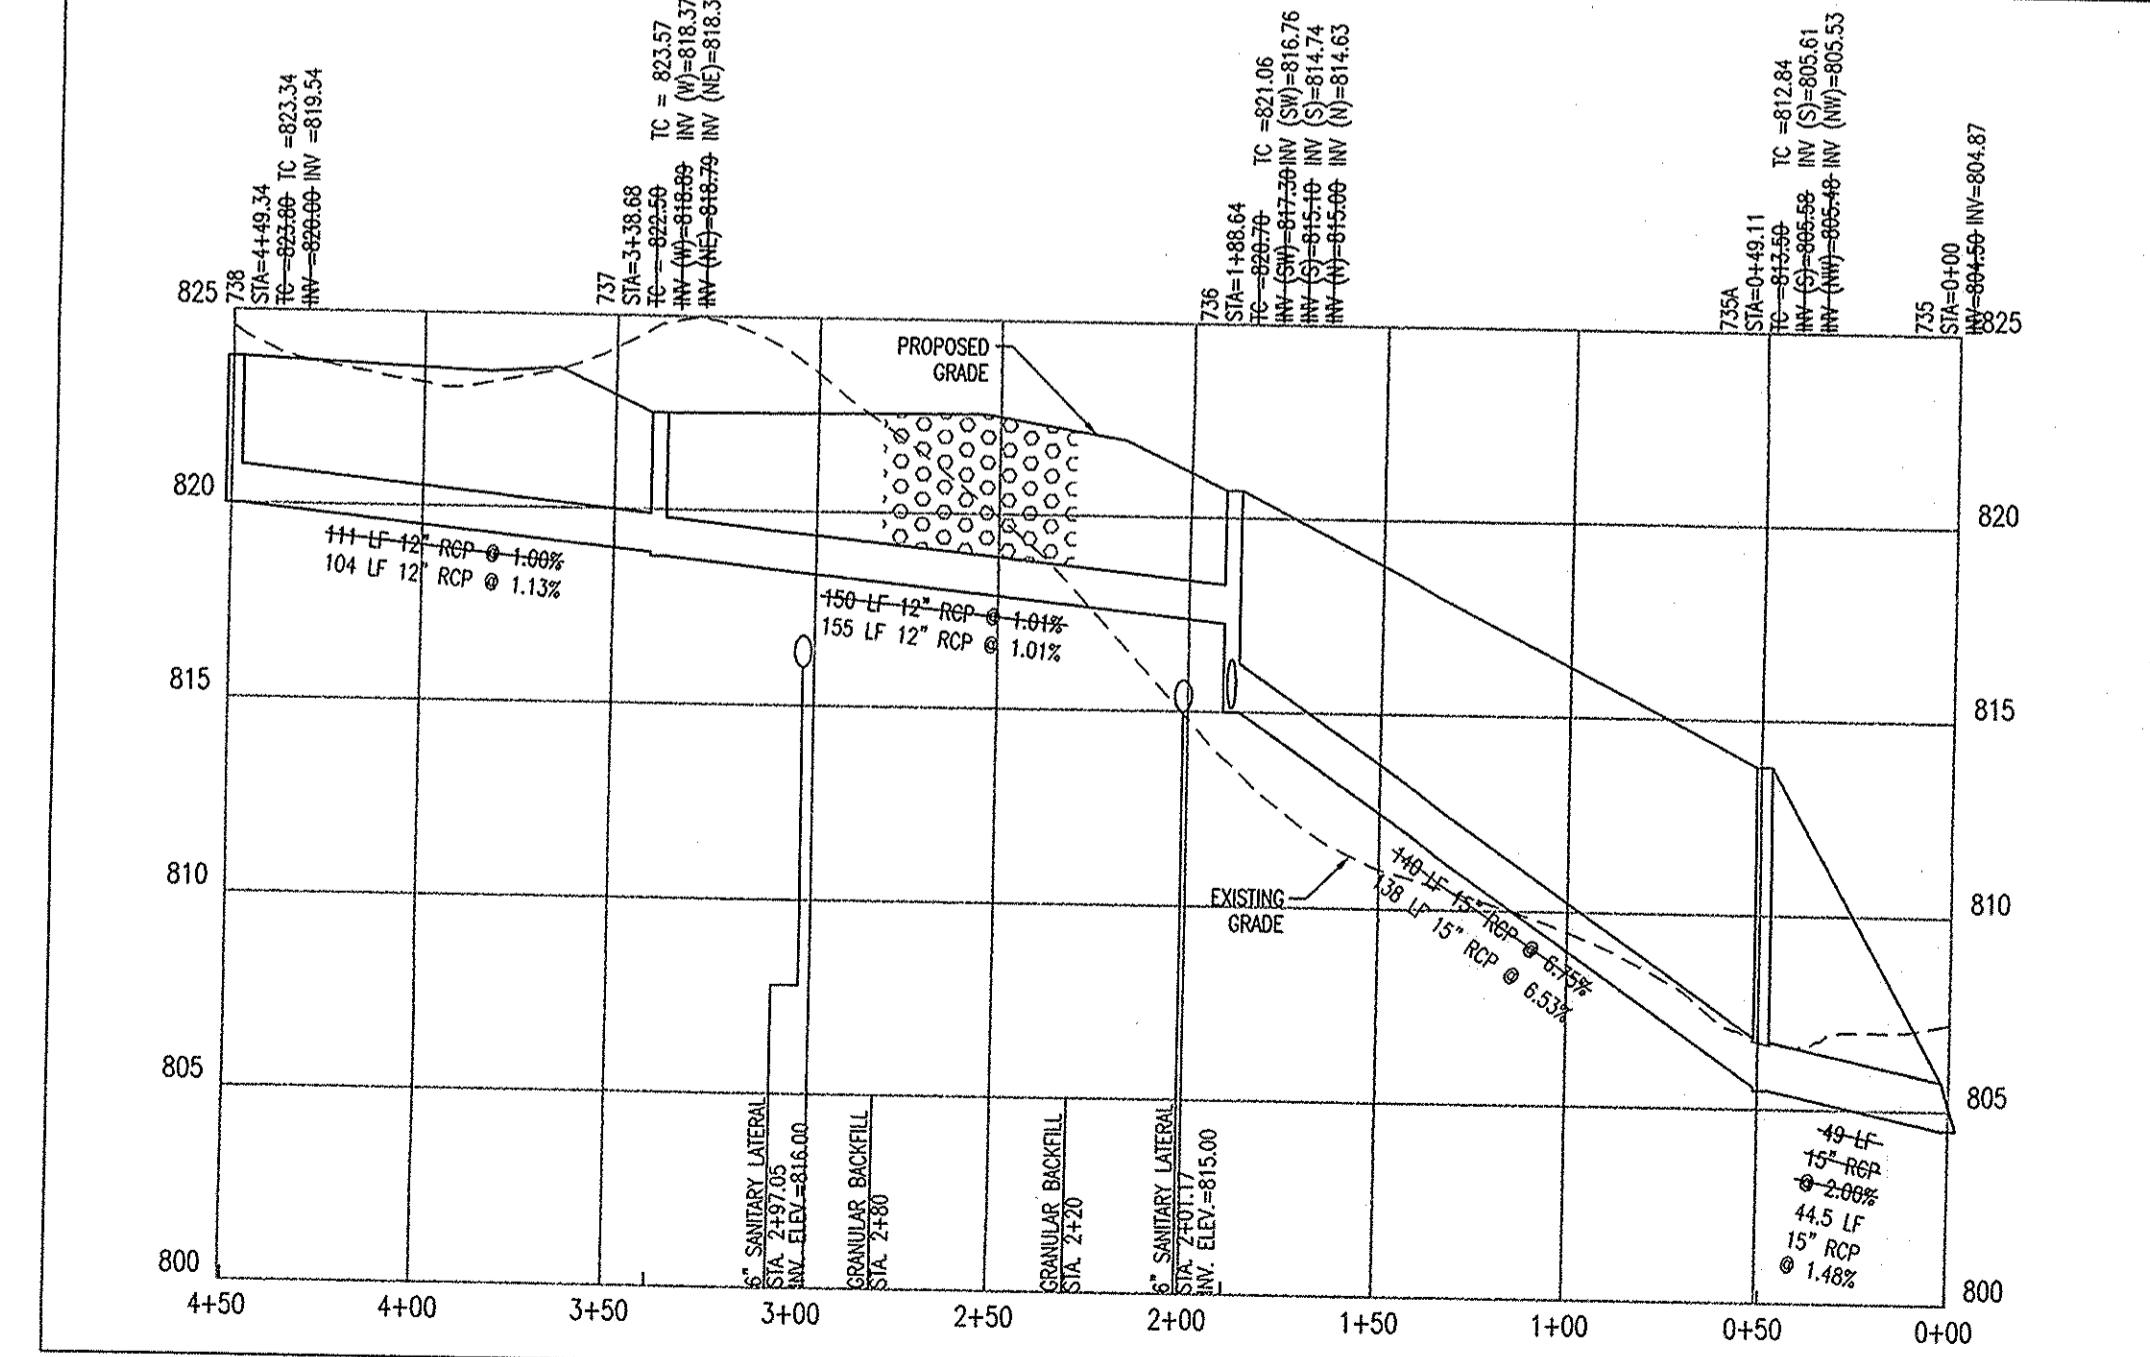 738
STA=4+49.34
TC =823.80 TC =823.34
INV =820.00 INV =819.54
737
STA=3+38.68
TC = 822.50 TC = 823.57
INV (W)=818.89 INV (W)=818.37
INV (NE)=818.79 INV (NE)=818.3
736
STA=1+88.64
TC =820.70 TC =821.06
INV (SW)=817.30 INV (SW)=816.76
INV (S)=815.10 INV (S)=814.74
INV (N)=815.00 INV (N)=814.63
735A
STA=0+49.11
TC =813.50 TC =812.84
INV (S)=805.58 INV (S)=805.61
INV (NW)=805.48 INV (NW)=805.53
735
STA=0+00
INV=804.50 INV=804.87
825
825
PROPOSED
GRADE
820
820
111 LF 12" RCP @ 1.00%
104 LF 12" RCP @ 1.13%
150 LF 12" RCP @ 1.01%
155 LF 12" RCP @ 1.01%
815
815
810
810
EXISTING
GRADE
140 LF 15" RCP @ 6.75%
138 LF 15" RCP @ 6.53%
805
805
49 LF
15" RCP
@ 2.00%
44.5 LF
15" RCP
@ 1.48%
6" SANITARY LATERAL
STA. 2+97.05
INV. ELEV.=816.00
GRANULAR BACKFILL
STA. 2+80
GRANULAR BACKFILL
STA. 2+20
6" SANITARY LATERAL
STA. 2+01.17
INV. ELEV.=815.00
800
800
4+50
4+00
3+50
3+00
2+50
2+00
1+50
1+00
0+50
0+00